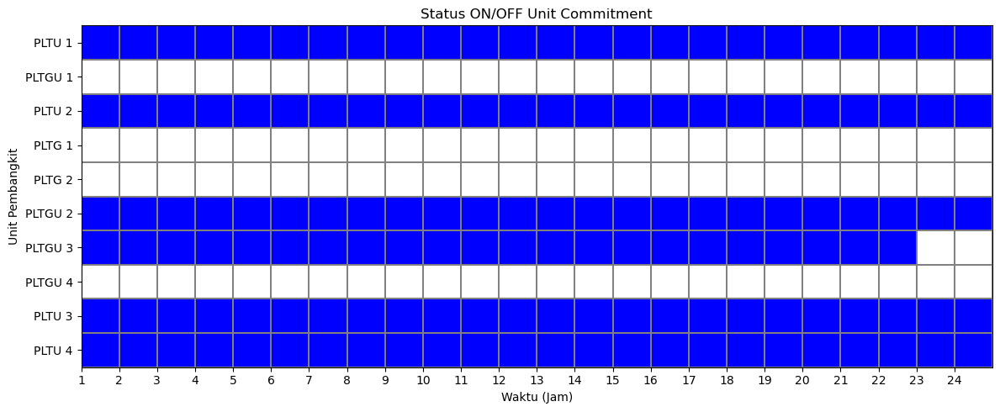 Status ON/OFF Unit Commitment
Unit Pembangkit
PLTU 1
PLTGU 1
PLTU 2
PLTG 1
PLTG 2
PLTGU 2
PLTGU 3
PLTGU 4
PLTU 3
PLTU 4
1 2 3 4 5 6 7 8 9 10 11 12 13 14 15 16 17 18 19 20 21 22 23 24
Waktu (Jam)